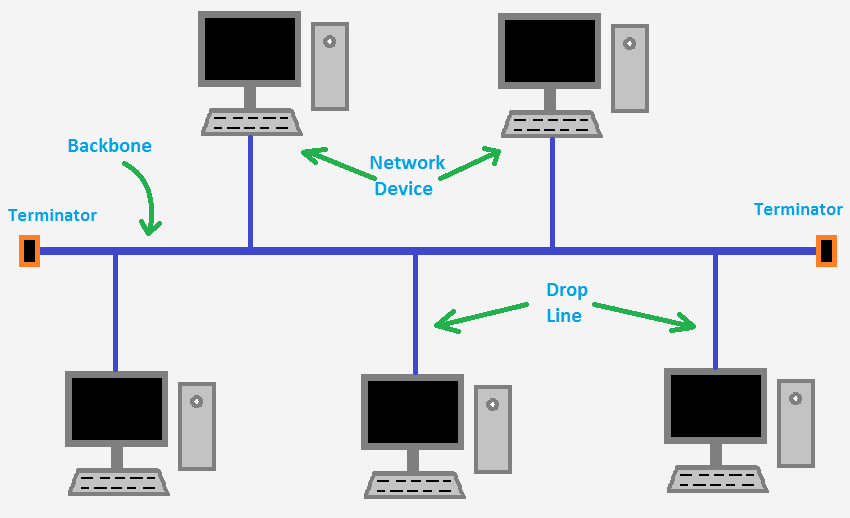 Backbone
Network
Device
Terminator
Terminator
Drop
Line